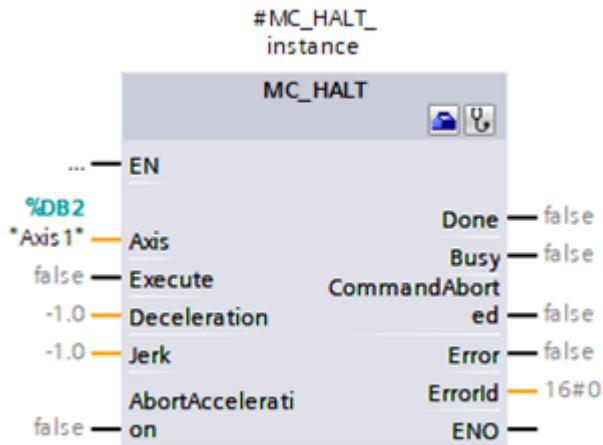 #MC_HALT_
instance
MC_HALT
... EN
%DB2
"Axis1" Axis
Done false
false Execute
Busy false
-1.0 Deceleration
CommandAbort
ed false
-1.0 Jerk
Error false
AbortAccelerati
ErrorId 16#0
false on
ENO